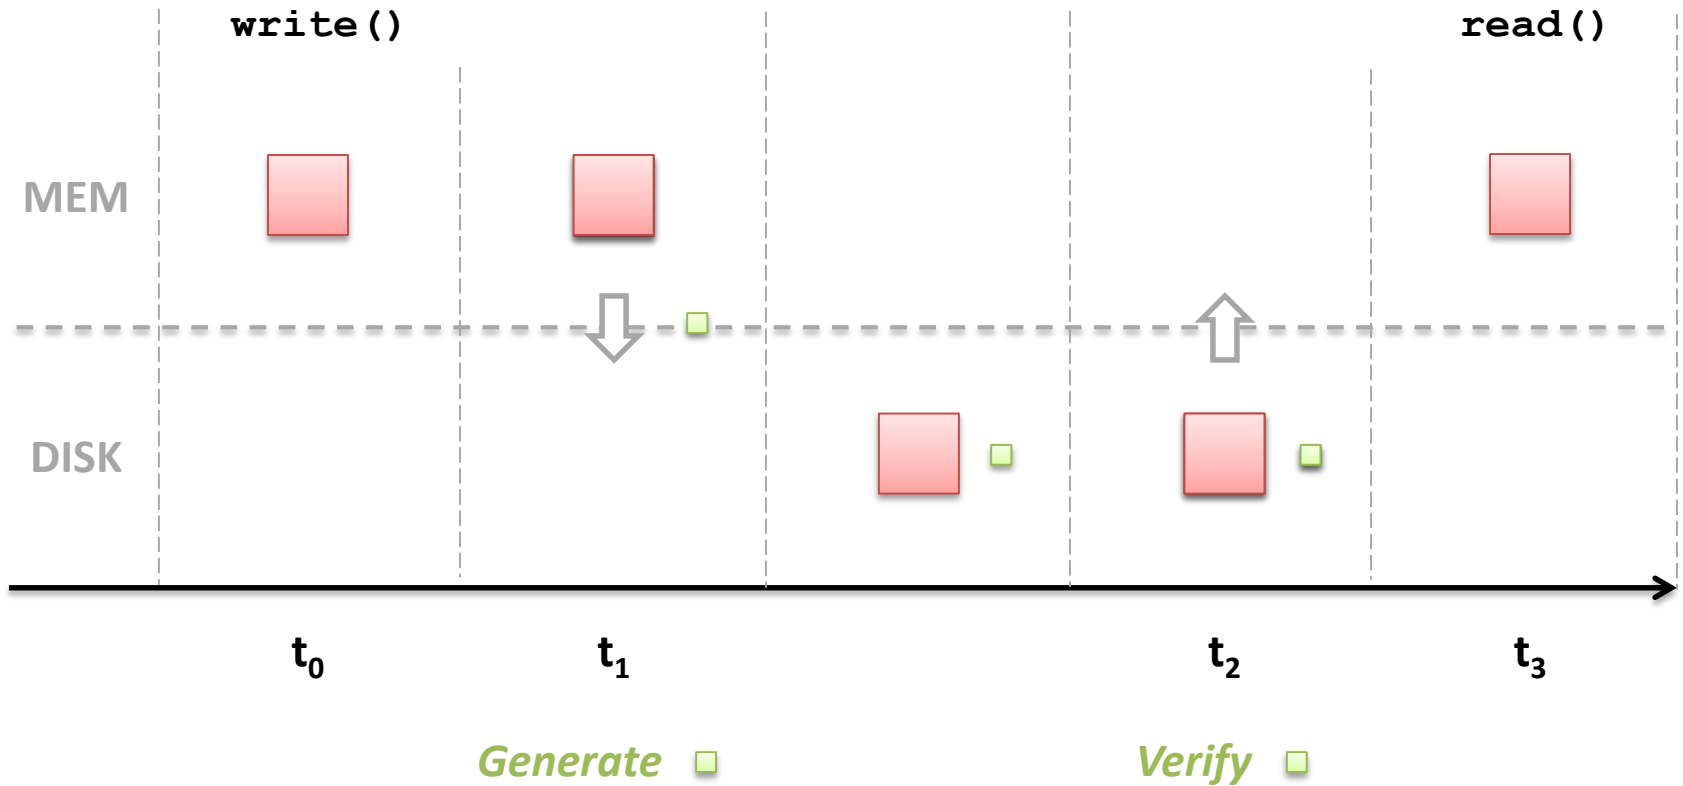 write()
read()
MEM
DISK
t0
t1
t2
t3
Generate
Verify